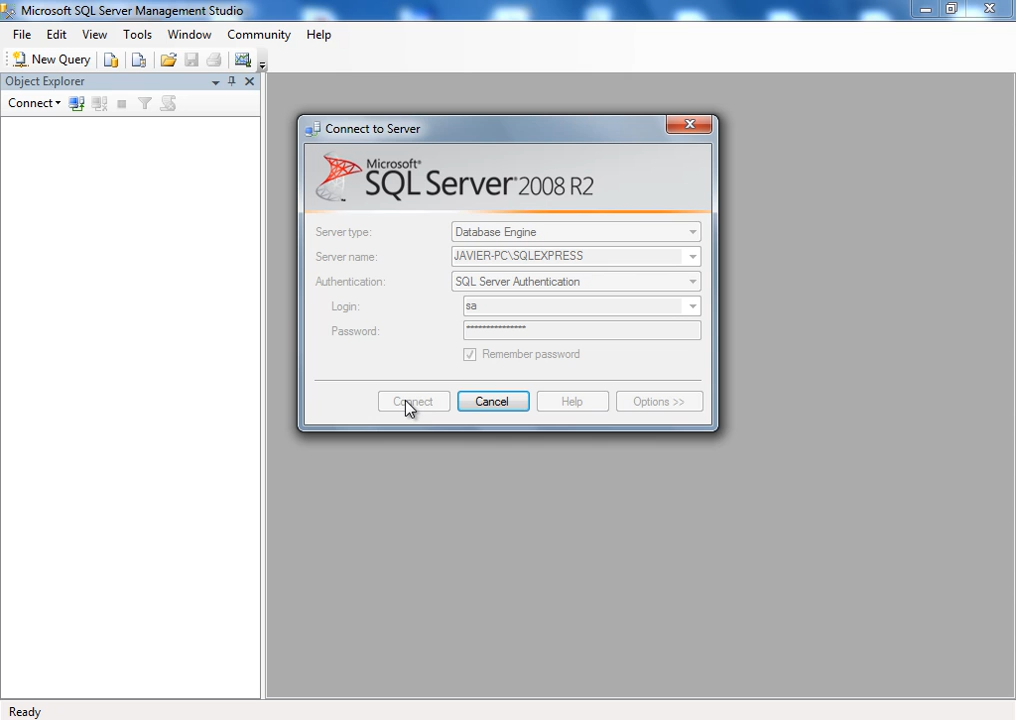 Microsoft SQL Server Management Studio
File Edit View Tools Window Community Help
New Query
Object Explorer
Connect
Connect to Server
Microsoft®
SQL Server® 2008 R2
Server type: Database Engine
Server name: JAVIER-PC\SQLEXPRESS
Authentication: SQL Server Authentication
Login: sa
Password: ***************
Remember password
Connect Cancel Help Options >>
Ready